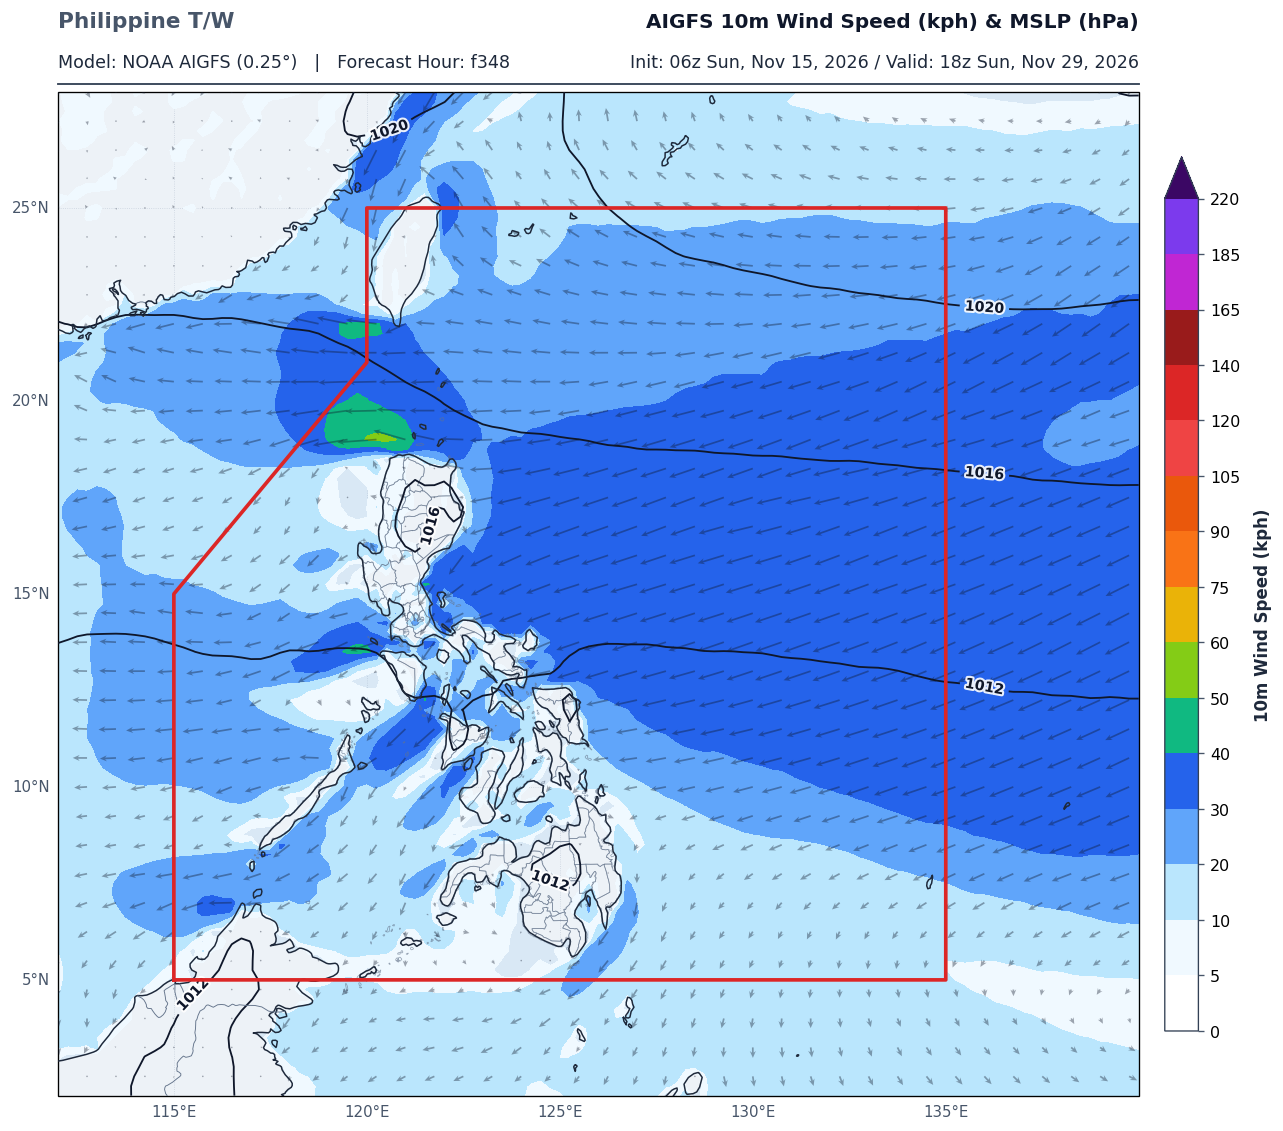 Philippine T/W
AIGFS 10m Wind Speed (kph) & MSLP (hPa)
Model: NOAA AIGFS (0.25°) | Forecast Hour: f348
Init: 06z Sun, Nov 15, 2026 / Valid: 18z Sun, Nov 29, 2026
1020
25°N
1020
20°N
1016
1016
15°N
1012
10°N
1012
5°N
1012
115°E
120°E
125°E
130°E
135°E
220
185
165
140
120
105
90
75
60
50
40
30
20
10
5
0
10m Wind Speed (kph)